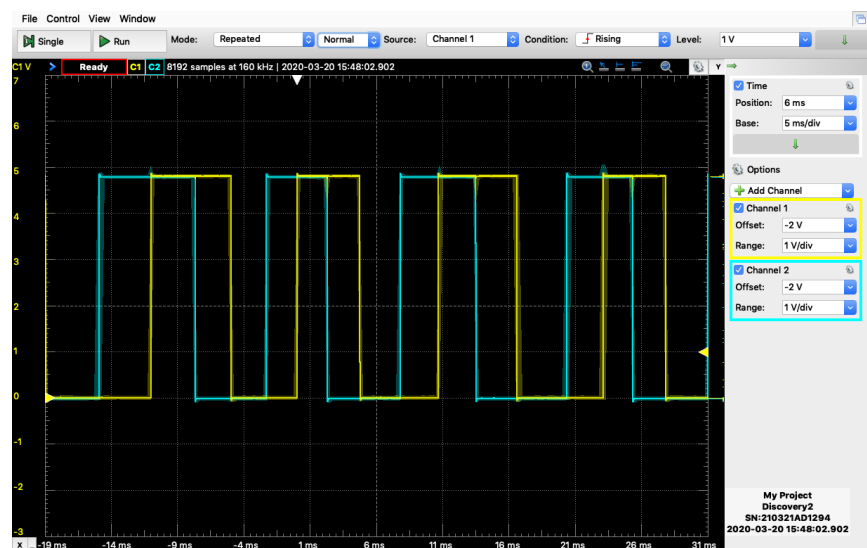 File Control View Window
Single Run Mode: Repeated Normal Source: Channel 1 Condition: Rising Level: 1 V
C1 V Ready C1 C2 8192 samples at 160 kHz | 2020-03-20 15:48:02.902 Y
7
6
5
4
3
2
1
0
-1
-2
-3
X -19 ms -14 ms -9 ms -4 ms 1 ms 6 ms 11 ms 16 ms 21 ms 26 ms 31 ms
Time
Position: 6 ms
Base: 5 ms/div
Options
Add Channel
Channel 1
Offset: -2 V
Range: 1 V/div
Channel 2
Offset: -2 V
Range: 1 V/div
My Project
Discovery2
SN:210321AD1294
2020-03-20 15:48:02.902